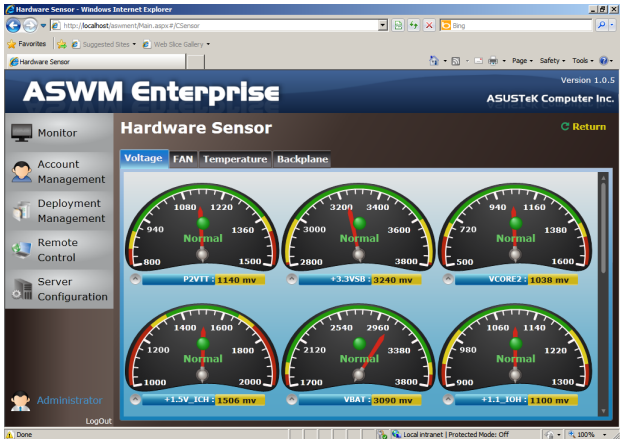 Hardware Sensor - Windows Internet Explorer
http://localhost/aswment/Main.aspx#/CSensor
Bing
Favorites
Suggested Sites
Web Slice Gallery
Hardware Sensor
Page
Safety
Tools
ASWM Enterprise
Version 1.0.5
ASUSTeK Computer Inc.
Monitor
Account
Management
Deployment
Management
Remote
Control
Server
Configuration
Administrator
LogOut
Hardware Sensor
Return
Voltage FAN Temperature Backplane
800 940 1080 1220 1360 1500
Normal
P2VTT : 1140 mv
2800 3000 3200 3400 3600 3800
Normal
+3.3VSB : 3240 mv
500 720 940 1160 1380 1600
Normal
VCORE2 : 1038 mv
1000 1200 1400 1600 1800 2000
Normal
+1.5V_ICH : 1506 mv
1700 2120 2540 2960 3380 3800
Normal
VBAT : 3090 mv
900 980 1060 1140 1220 1300
Normal
+1.1_IOH : 1100 mv
Done
Local intranet | Protected Mode: Off
100%